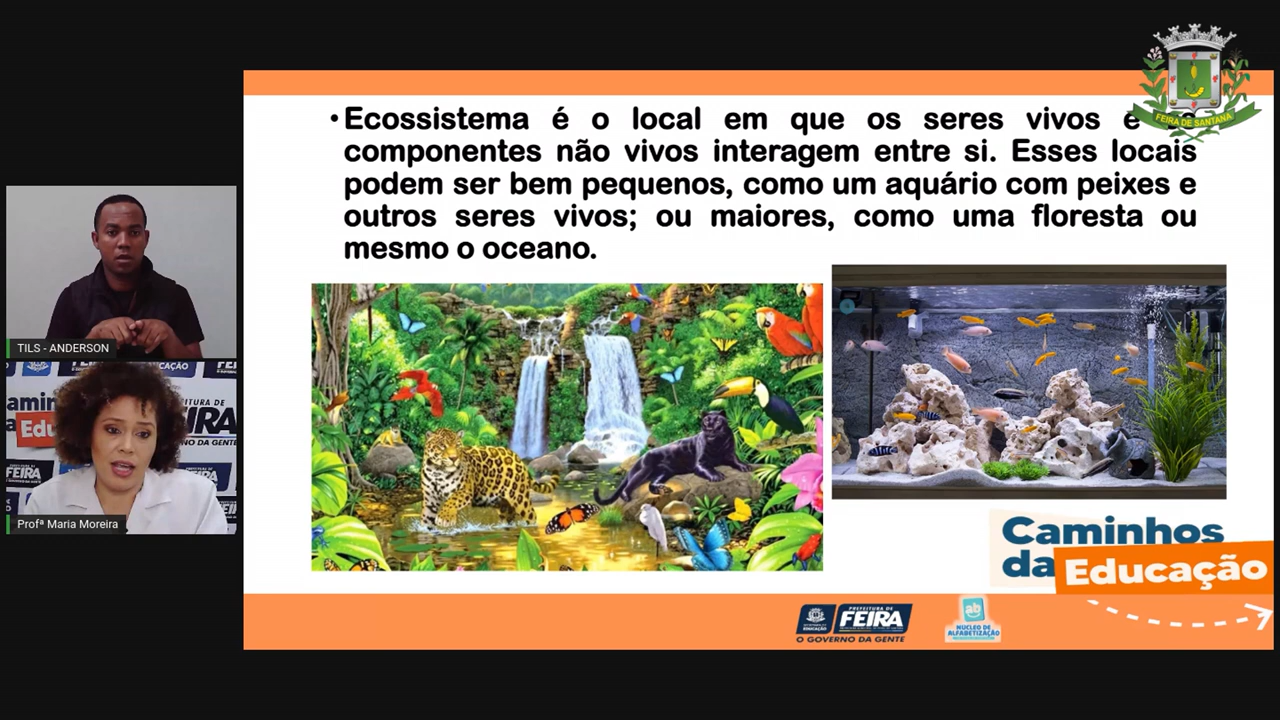 FEIRA DE SANTANA
• Ecossistema é o local em que os seres vivos e
componentes não vivos interagem entre si. Esses locais
podem ser bem pequenos, como um aquário com peixes e
outros seres vivos; ou maiores, como uma floresta ou
mesmo o oceano.
TILS - ANDERSON
Profª Maria Moreira
Caminhos
da Educação
PREFEITURA DE
FEIRA
O GOVERNO DA GENTE
EDUCAÇÃO
NÚCLEO DE
ALFABETIZAÇÃO